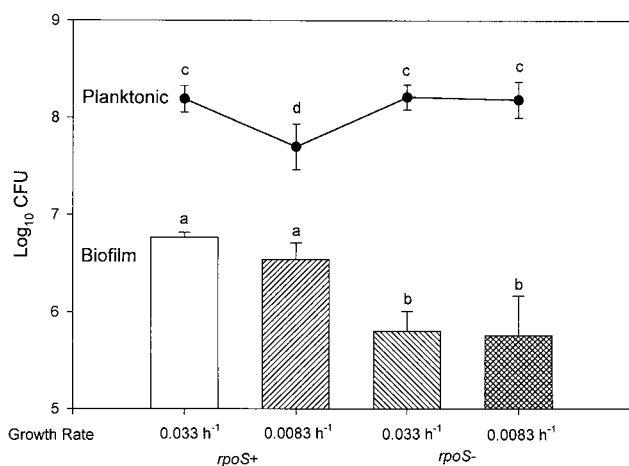 9
c
c
c
Planktonic
d
8
Log10 CFU
7
a
a
Biofilm
b
b
6
5
Growth Rate
0.033 h-1
0.0083 h-1
0.033 h-1
0.0083 h-1
rpoS+
rpoS-